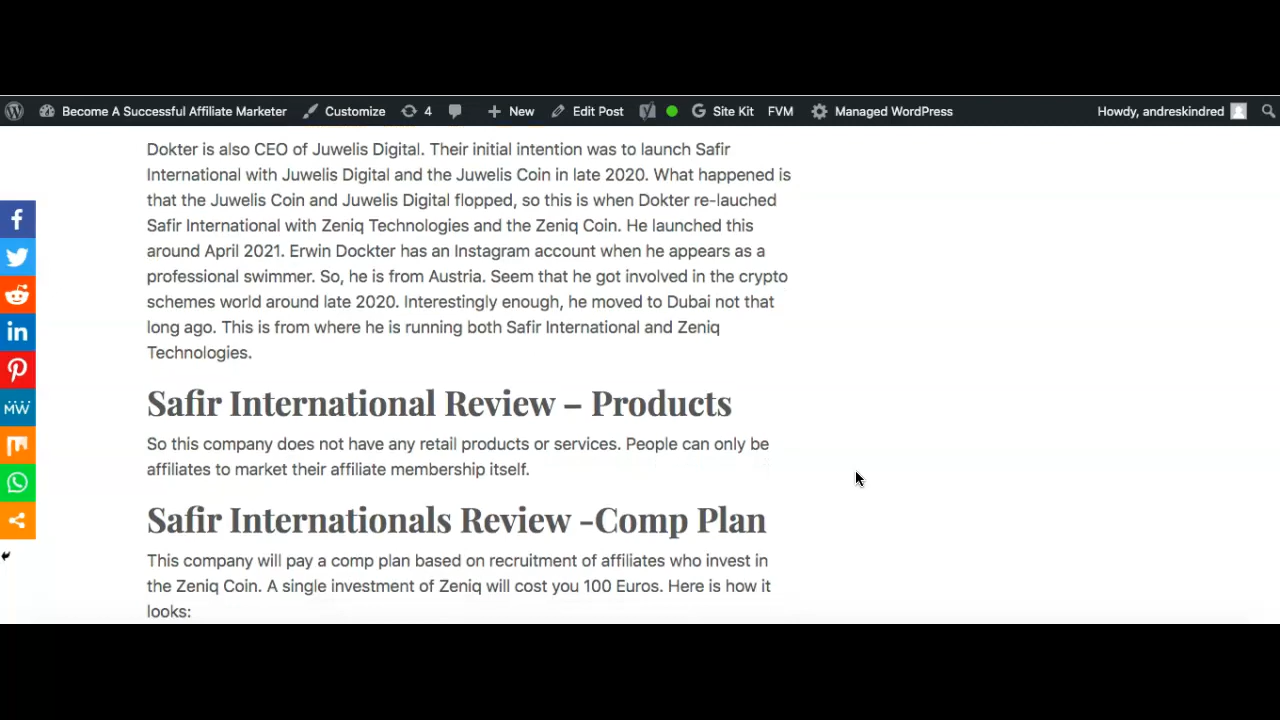 Become A Successful Affiliate Marketer Customize 4 New Edit Post Site Kit FVM Managed WordPress Howdy, andreskindred
Dokter is also CEO of Juwelis Digital. Their initial intention was to launch Safir
International with Juwelis Digital and the Juwelis Coin in late 2020. What happened is
that the Juwelis Coin and Juwelis Digital flopped, so this is when Dokter re-lauched
Safir International with Zeniq Technologies and the Zeniq Coin. He launched this
around April 2021. Erwin Dockter has an Instagram account when he appears as a
professional swimmer. So, he is from Austria. Seem that he got involved in the crypto
schemes world around late 2020. Interestingly enough, he moved to Dubai not that
long ago. This is from where he is running both Safir International and Zeniq
Technologies.
Safir International Review – Products
So this company does not have any retail products or services. People can only be
affiliates to market their affiliate membership itself.
Safir Internationals Review -Comp Plan
This company will pay a comp plan based on recruitment of affiliates who invest in
the Zeniq Coin. A single investment of Zeniq will cost you 100 Euros. Here is how it
looks:
MW